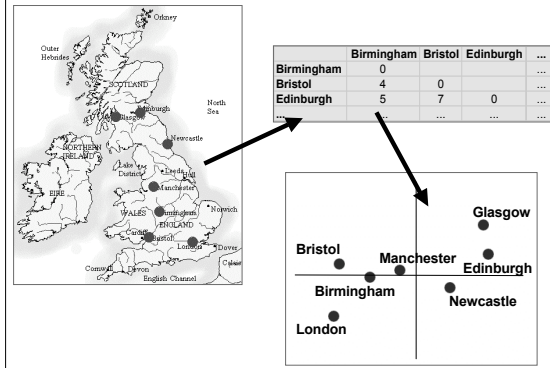 Orkney
Outer
Hebrides
SCOTLAND
Edinburgh
Glasgow
North
Sea
Newcastle
NORTHERN
IRELAND
Lake
District
Leeds
Hull
EIRE
Manchester
WALES
Birmingham
Norwich
ENGLAND
Cardiff
Bristol
London
Dover
Calais
Cornwall
Devon
English Channel
Birmingham Bristol Edinburgh ...
Birmingham 0 ...
Bristol 4 0 ...
Edinburgh 5 7 0 ...
... ... ... ... ...
Glasgow
Bristol
Manchester
Edinburgh
Birmingham
Newcastle
London